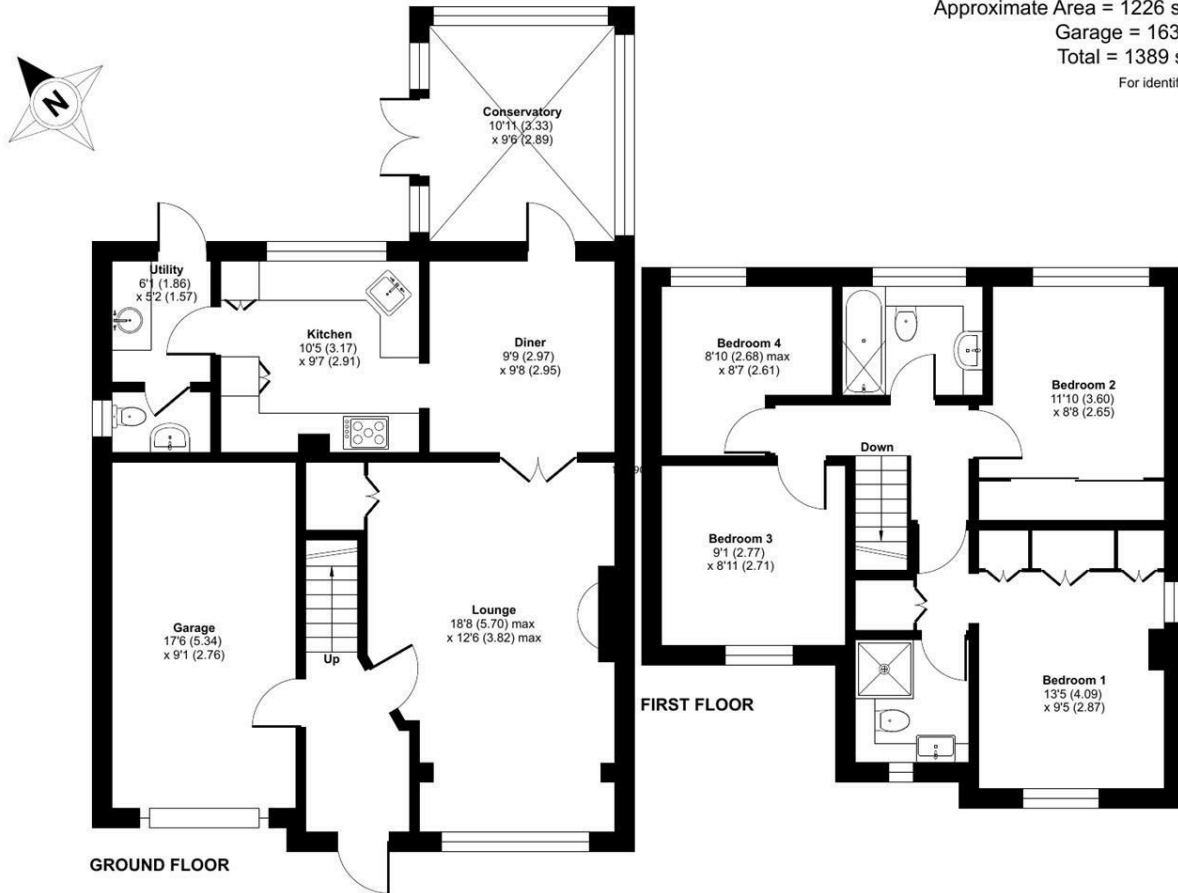 Approximate Area = 1226 s
Garage = 163
Total = 1389 s
For identif
N
Conservatory
10'11 (3.33)
x 9'6 (2.89)
Utility
6'1 (1.86)
x 5'2 (1.57)
Kitchen
10'5 (3.17)
x 9'7 (2.91)
Diner
9'9 (2.97)
x 9'8 (2.95)
Bedroom 4
8'10 (2.68) max
x 8'7 (2.61)
Bedroom 2
11'10 (3.60)
x 8'8 (2.65)
Down
Bedroom 3
9'1 (2.77)
x 8'11 (2.71)
Garage
17'6 (5.34)
x 9'1 (2.76)
Up
Lounge
18'8 (5.70) max
x 12'6 (3.82) max
Bedroom 1
13'5 (4.09)
x 9'5 (2.87)
FIRST FLOOR
GROUND FLOOR